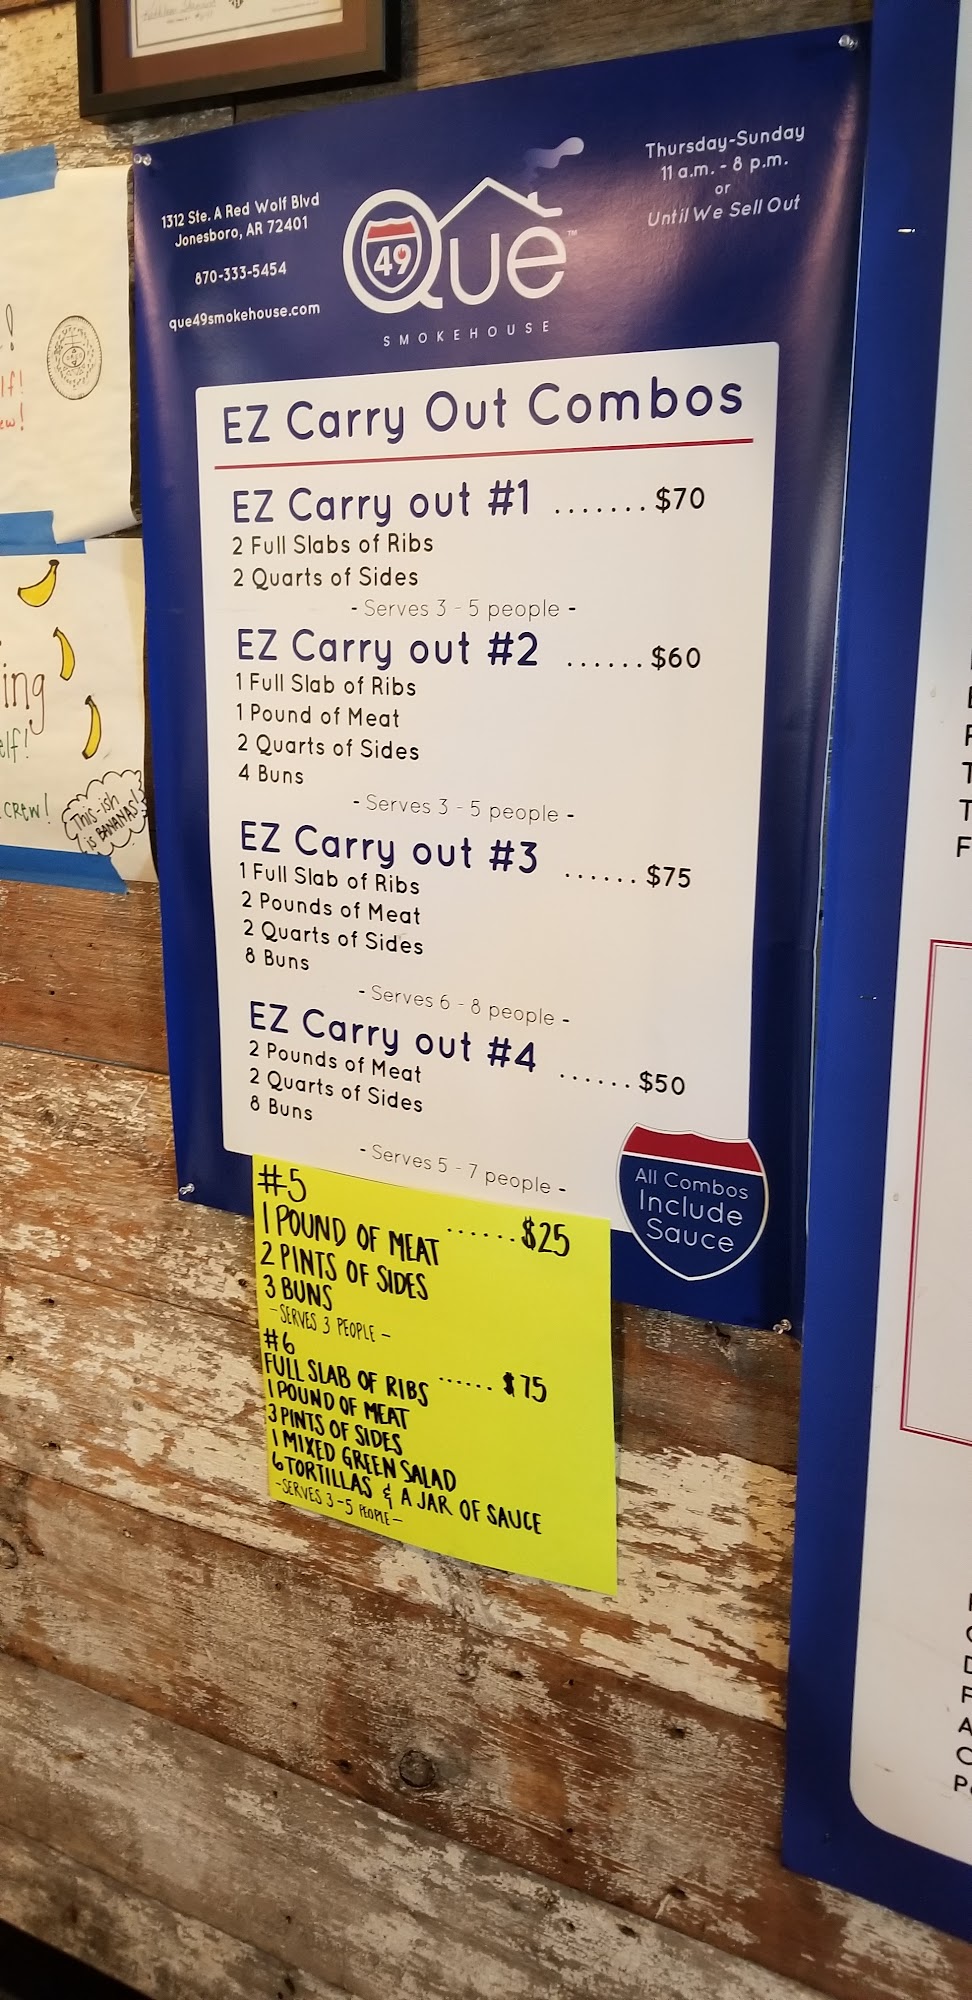 1312 Ste. A Red Wolf Blvd
Jonesboro, AR 72401
870-333-5454
que49smokehouse.com
49
Que™
SMOKEHOUSE
Thursday-Sunday
11 a.m. - 8 p.m.
or
Until We Sell Out
EZ Carry Out Combos
EZ Carry out #1 .......$70
2 Full Slabs of Ribs
2 Quarts of Sides
- Serves 3 - 5 people -
EZ Carry out #2 ......$60
1 Full Slab of Ribs
1 Pound of Meat
2 Quarts of Sides
4 Buns
- Serves 3 - 5 people -
EZ Carry out #3 ......$75
1 Full Slab of Ribs
2 Pounds of Meat
2 Quarts of Sides
8 Buns
- Serves 6 - 8 people -
EZ Carry out #4 ......$50
2 Pounds of Meat
2 Quarts of Sides
8 Buns
- Serves 5 - 7 people -
All Combos
Include
Sauce
#5
1 POUND OF MEAT ......$25
2 PINTS OF SIDES
3 BUNS
-SERVES 3 PEOPLE-
#6
FULL SLAB OF RIBS ......$75
1 POUND OF MEAT
3 PINTS OF SIDES
1 MIXED GREEN SALAD
6 TORTILLAS & A JAR OF SAUCE
-SERVES 3-5 PEOPLE-
ing
elf!
CREW!
This-ish
is BANANAS!